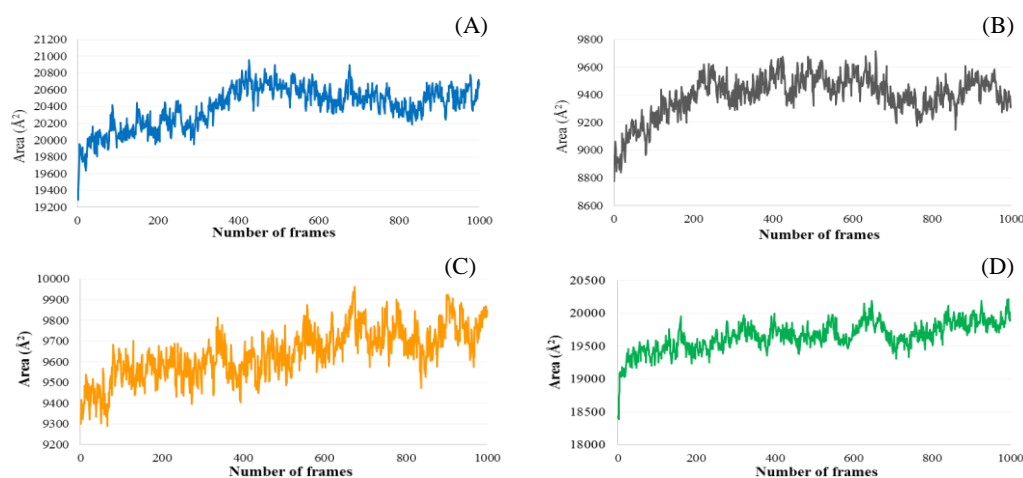 (A)
21200
21000
20800
20600
20400
20200
20000
19800
19600
19400
19200
Area (Å²)
0 200 400 600 800 1000
Number of frames
(B)
9800
9600
9400
9200
9000
8800
8600
Area (Å²)
0 200 400 600 800 1000
Number of frames
(C)
10000
9900
9800
9700
9600
9500
9400
9300
9200
Area (Å²)
0 200 400 600 800 1000
Number of frames
(D)
20500
20000
19500
19000
18500
18000
Area (Å²)
0 200 400 600 800 1000
Number of frames